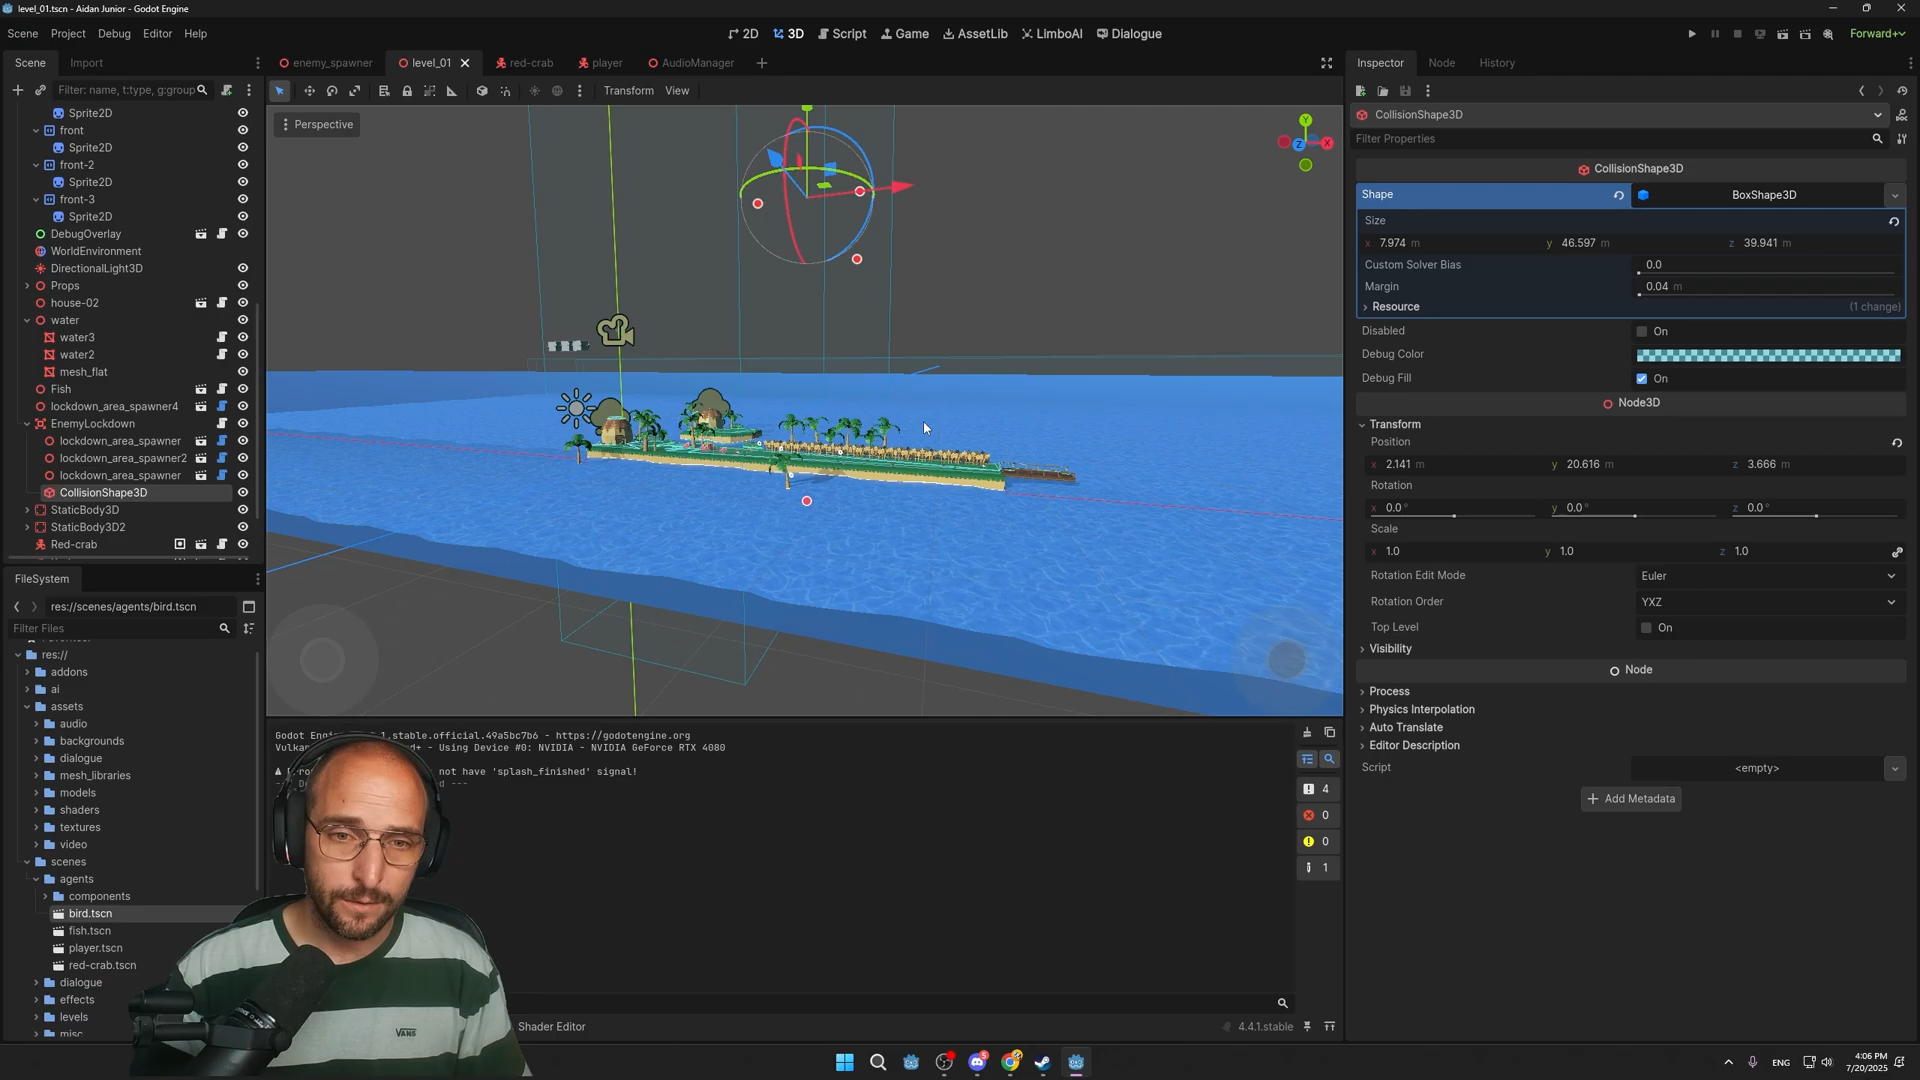 level_01.tscn - Aidan Junior - Godot Engine
Scene Project Debug Editor Help
2D 3D Script Game AssetLib LimboAI Dialogue
Forward+
Scene Import
enemy_spawner level_01 red-crab player AudioManager
Inspector Node History
Filter: name, t:type, g:group
Transform View
Perspective
Sprite2D
front
Sprite2D
front-2
Sprite2D
front-3
Sprite2D
DebugOverlay
WorldEnvironment
DirectionalLight3D
Props
house-02
water
water3
water2
mesh_flat
Fish
lockdown_area_spawner4
EnemyLockdown
lockdown_area_spawner
lockdown_area_spawner2
lockdown_area_spawner
CollisionShape3D
StaticBody3D
StaticBody3D2
Red-crab
FileSystem
res://scenes/agents/bird.tscn
Filter Files
res://
addons
ai
assets
audio
backgrounds
dialogue
mesh_libraries
models
shaders
textures
video
scenes
agents
components
bird.tscn
fish.tscn
player.tscn
red-crab.tscn
dialogue
effects
levels
misc
Y
Z
X
.stable.official.49a5bc7b6 - https://godotengine.org
- Using Device #0: NVIDIA - NVIDIA GeForce RTX 4080
not have 'splash_finished' signal!
4
0
0
1
Shader Editor
4.4.1.stable
VANS
CollisionShape3D
Filter Properties
CollisionShape3D
Shape BoxShape3D
Size
x 7.974 m y 46.597 m z 39.941 m
Custom Solver Bias 0.0
Margin 0.04 m
Resource (1 change)
Disabled On
Debug Color
Debug Fill On
Node3D
Transform
Position
x 2.141 m y 20.616 m z 3.666 m
Rotation
x 0.0 ° y 0.0 ° z 0.0 °
Scale
x 1.0 y 1.0 z 1.0
Rotation Edit Mode Euler
Rotation Order YXZ
Top Level On
Visibility
Node
Process
Physics Interpolation
Auto Translate
Editor Description
Script <empty>
Add Metadata
5
ENG
4:06 PM
7/20/2025